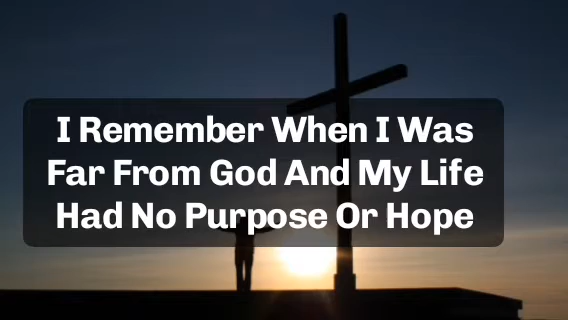 I Remember When I Was
Far From God And My Life
Had No Purpose Or Hope